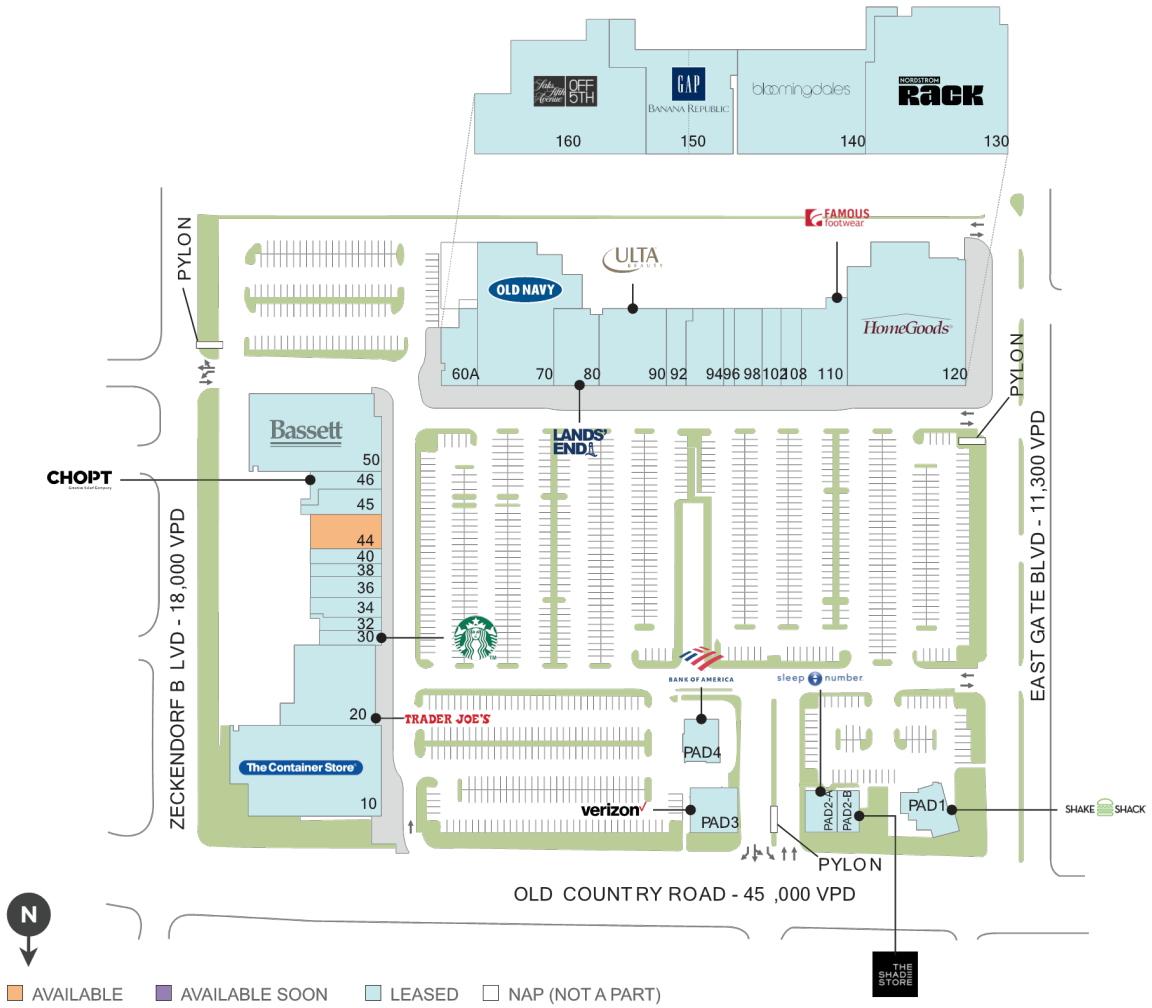 Saks Fifth Avenue OFF 5TH
160
GAP
BANANA REPUBLIC
150
bloomingdales
140
NORDSTROM
RACK
130
PYLON
FAMOUS
footwear
ULTA
BEAUTY
OLD NAVY
HomeGoods
60A
70
80
90
92
94
96
98
102
108
110
120
PYLON
LANDS'
END
Bassett
50
CHOPT
Creative Salad Company
46
45
44
40
38
36
34
32
30
TM
20
TRADER JOE'S
The Container Store
10
ZECKENDORF B LVD - 18,000 VPD
EAST GATE BLVD - 11,300 VPD
BANK OF AMERICA
sleep number
PAD4
verizon
PAD3
PAD2-A
PAD2-B
PAD1
SHAKE SHACK
PYLON
OLD COUNTRY ROAD - 45 ,000 VPD
THE
SHADE
STORE
N
AVAILABLE
AVAILABLE SOON
LEASED
NAP (NOT A PART)